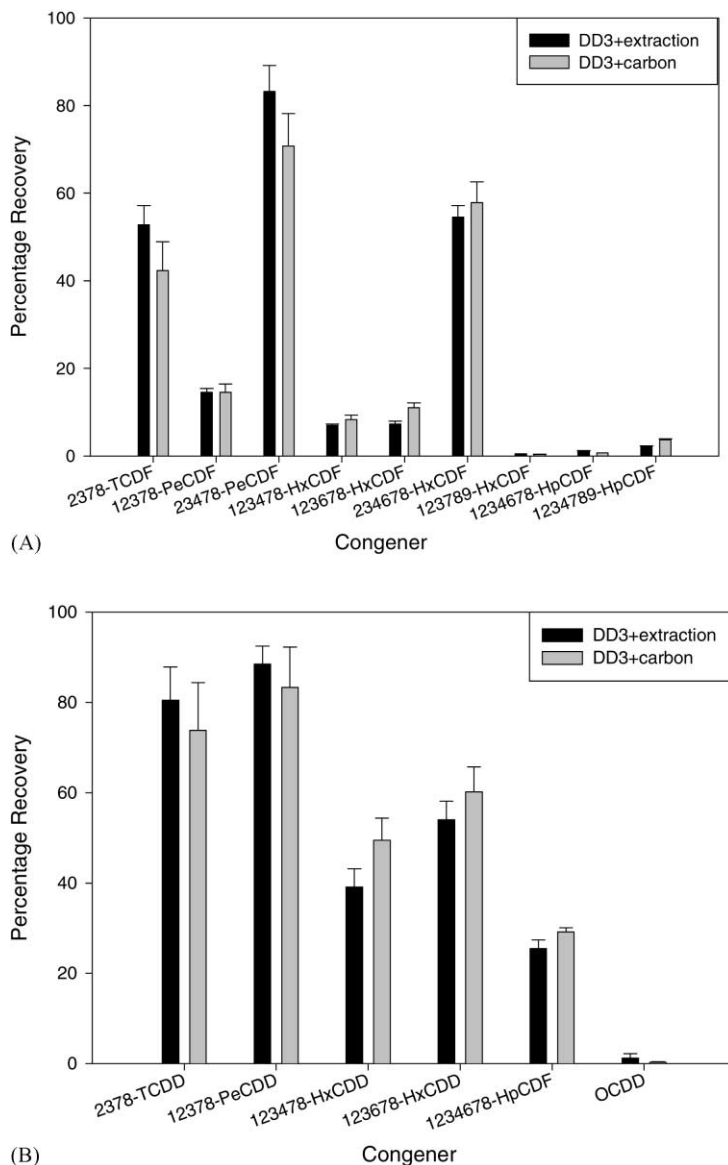 100
80
60
40
20
0
Percentage Recovery
DD3+extraction
DD3+carbon
2378-TCDF
12378-PeCDF
23478-PeCDF
123478-HxCDF
123678-HxCDF
234678-HxCDF
123789-HxCDF
1234678-HpCDF
1234789-HpCDF
(A)
Congener
100
80
60
40
20
0
Percentage Recovery
DD3+extraction
DD3+carbon
2378-TCDD
12378-PeCDD
123478-HxCDD
123678-HxCDD
1234678-HpCDF
OCDD
(B)
Congener